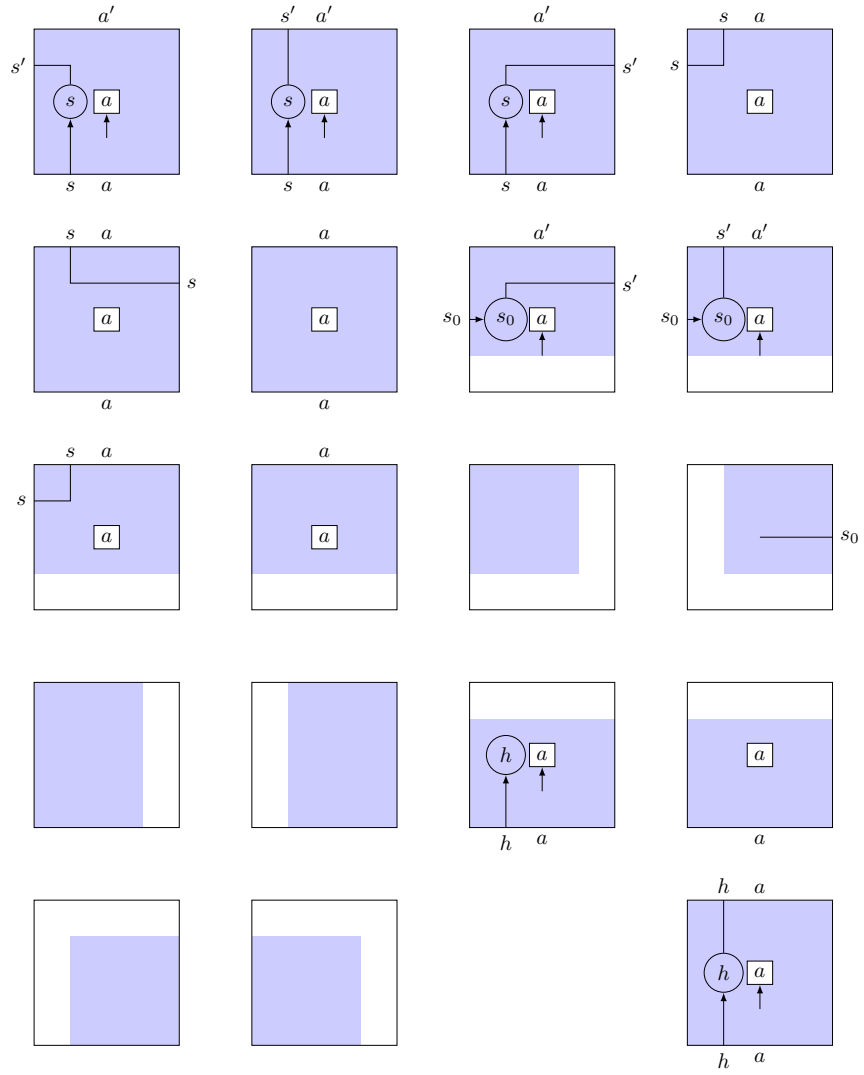 a′ s′ a′ a′ s a
s′ s a s a s a s′ s a
s a s a s a a
s a a a′ s′ a′
a s a s₀ s₀ a s′ s₀ s₀ a
a a
s a a
s a a s₀
h a a
h a a
h a
h a
h a